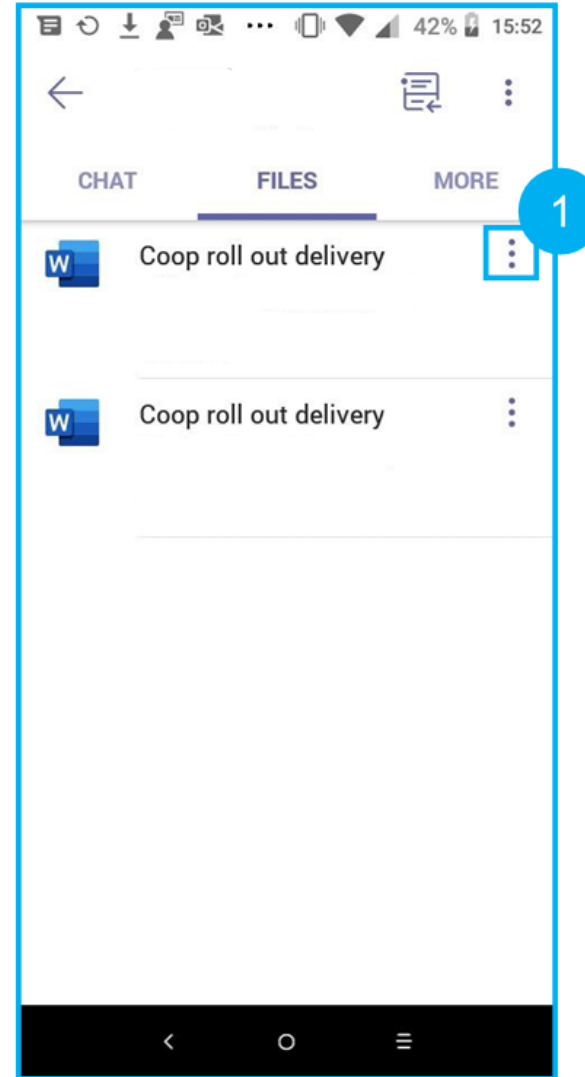 42% 15:52
CHAT FILES MORE
1
Coop roll out delivery
W
Coop roll out delivery
W